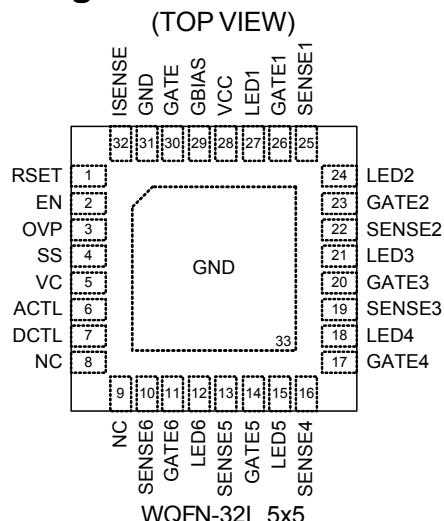 (TOP VIEW)
ISENSE
GND
GATE
GBIAS
VCC
LED1
GATE1
SENSE1
32 31 30 29 28 27 26 25
RSET 1
EN 2
OVP 3
SS 4
VC 5
ACTL 6
DCTL 7
NC 8
24 LED2
23 GATE2
22 SENSE2
21 LED3
20 GATE3
19 SENSE3
18 LED4
17 GATE4
GND
33
9 10 11 12 13 14 15 16
NC
SENSE6
GATE6
LED6
SENSE5
GATE5
LED5
SENSE4
WQFN-32L 5x5